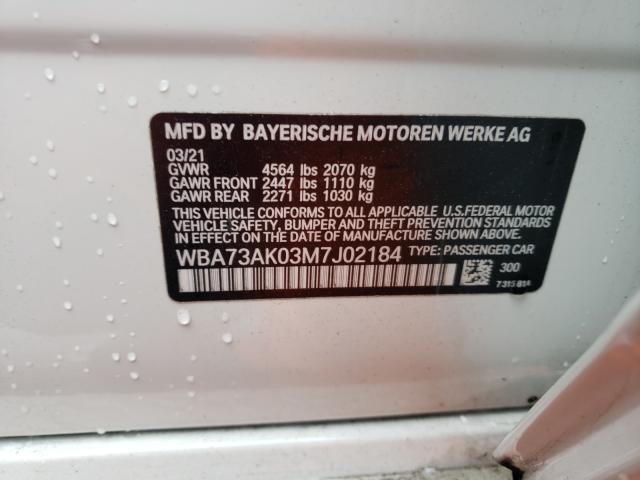 MFD BY BAYERISCHE MOTOREN WERKE AG
03/21
GVWR 4564 lbs 2070 kg
GAWR FRONT 2447 lbs 1110 kg
GAWR REAR 2271 lbs 1030 kg
THIS VEHICLE CONFORMS TO ALL APPLICABLE U.S.FEDERAL MOTOR
VEHICLE SAFETY, BUMPER AND THEFT PREVENTION STANDARDS
IN EFFECT ON THE DATE OF MANUFACTURE SHOWN ABOVE.
WBA73AK03M7J02184 TYPE: PASSENGER CAR
300